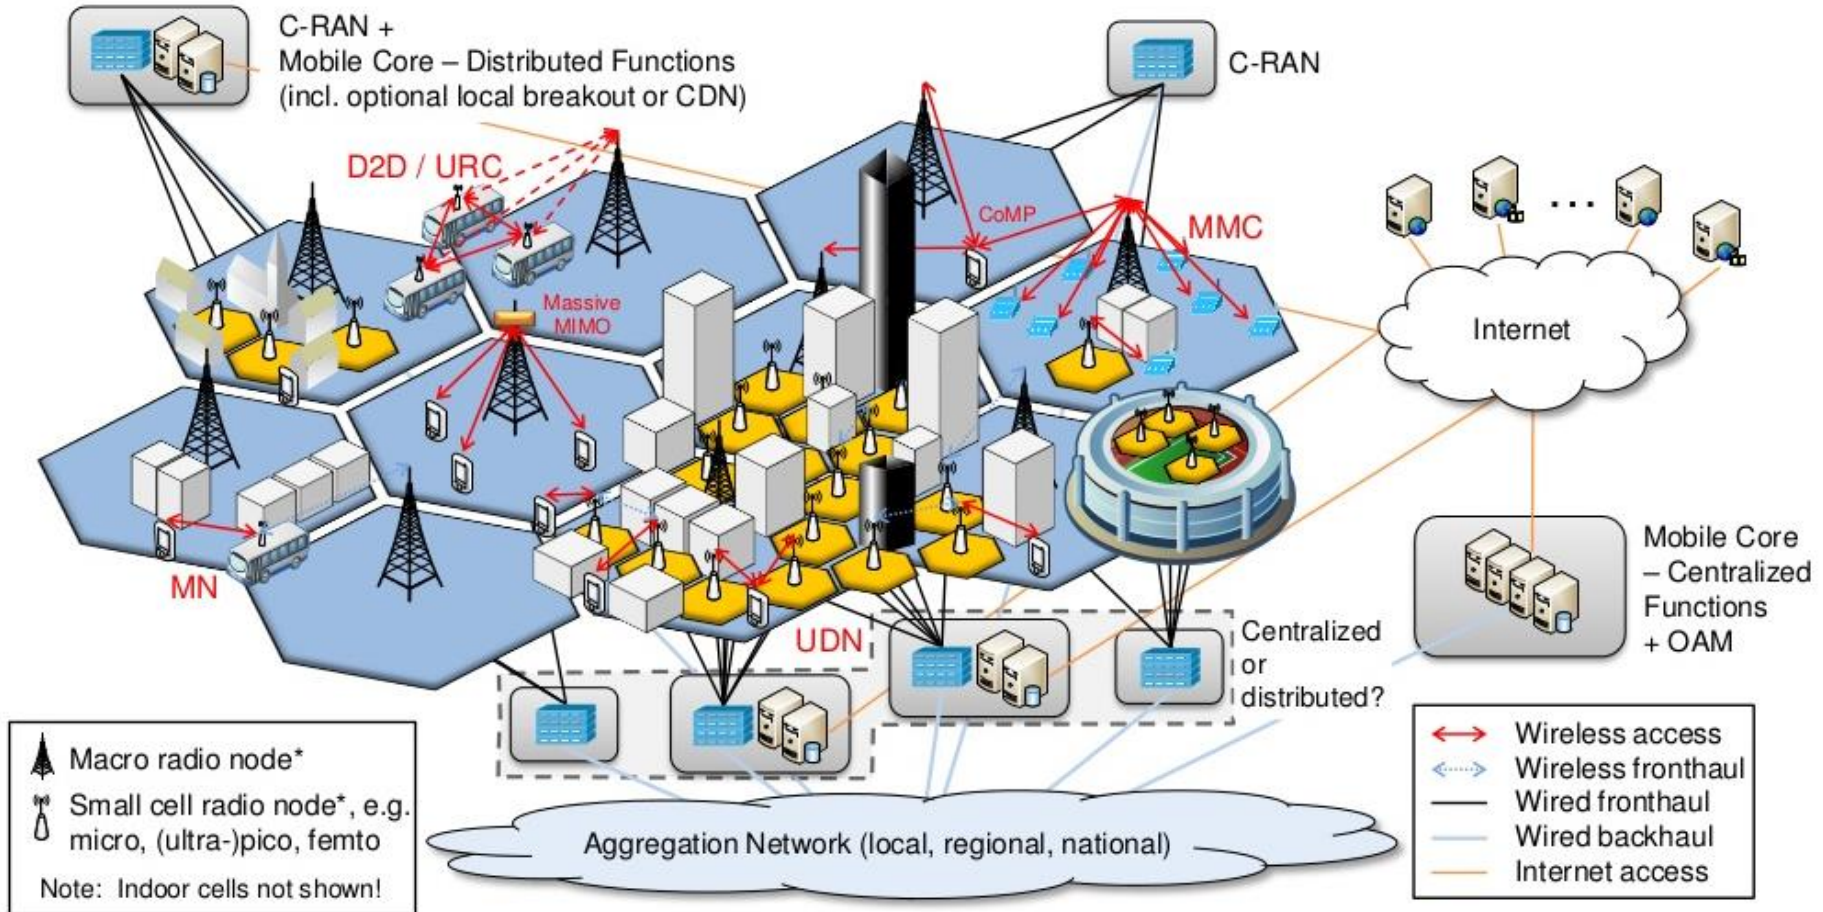 C-RAN +
Mobile Core – Distributed Functions
(incl. optional local breakout or CDN)
C-RAN
D2D / URC
CoMP
MMC
Massive
MIMO
Internet
MN
UDN
Centralized
or
distributed?
Mobile Core
– Centralized
Functions
+ OAM
Macro radio node*
Small cell radio node*, e.g.
micro, (ultra-)pico, femto
Note: Indoor cells not shown!
Aggregation Network (local, regional, national)
Wireless access
Wireless fronthaul
Wired fronthaul
Wired backhaul
Internet access